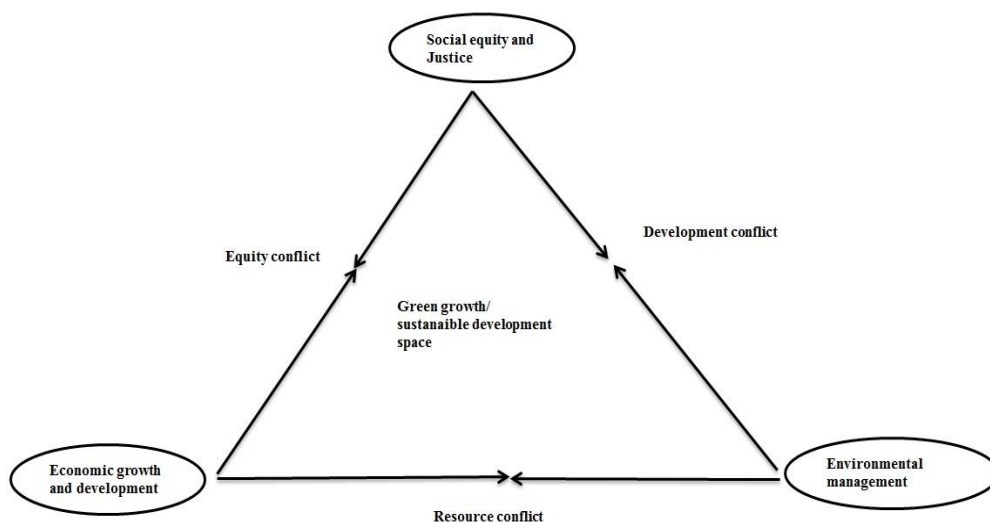 Social equity and
Justice
Development conflict
Equity conflict
Green growth/
sustanaible development
space
Economic growth
and development
Environmental
management
Resource conflict